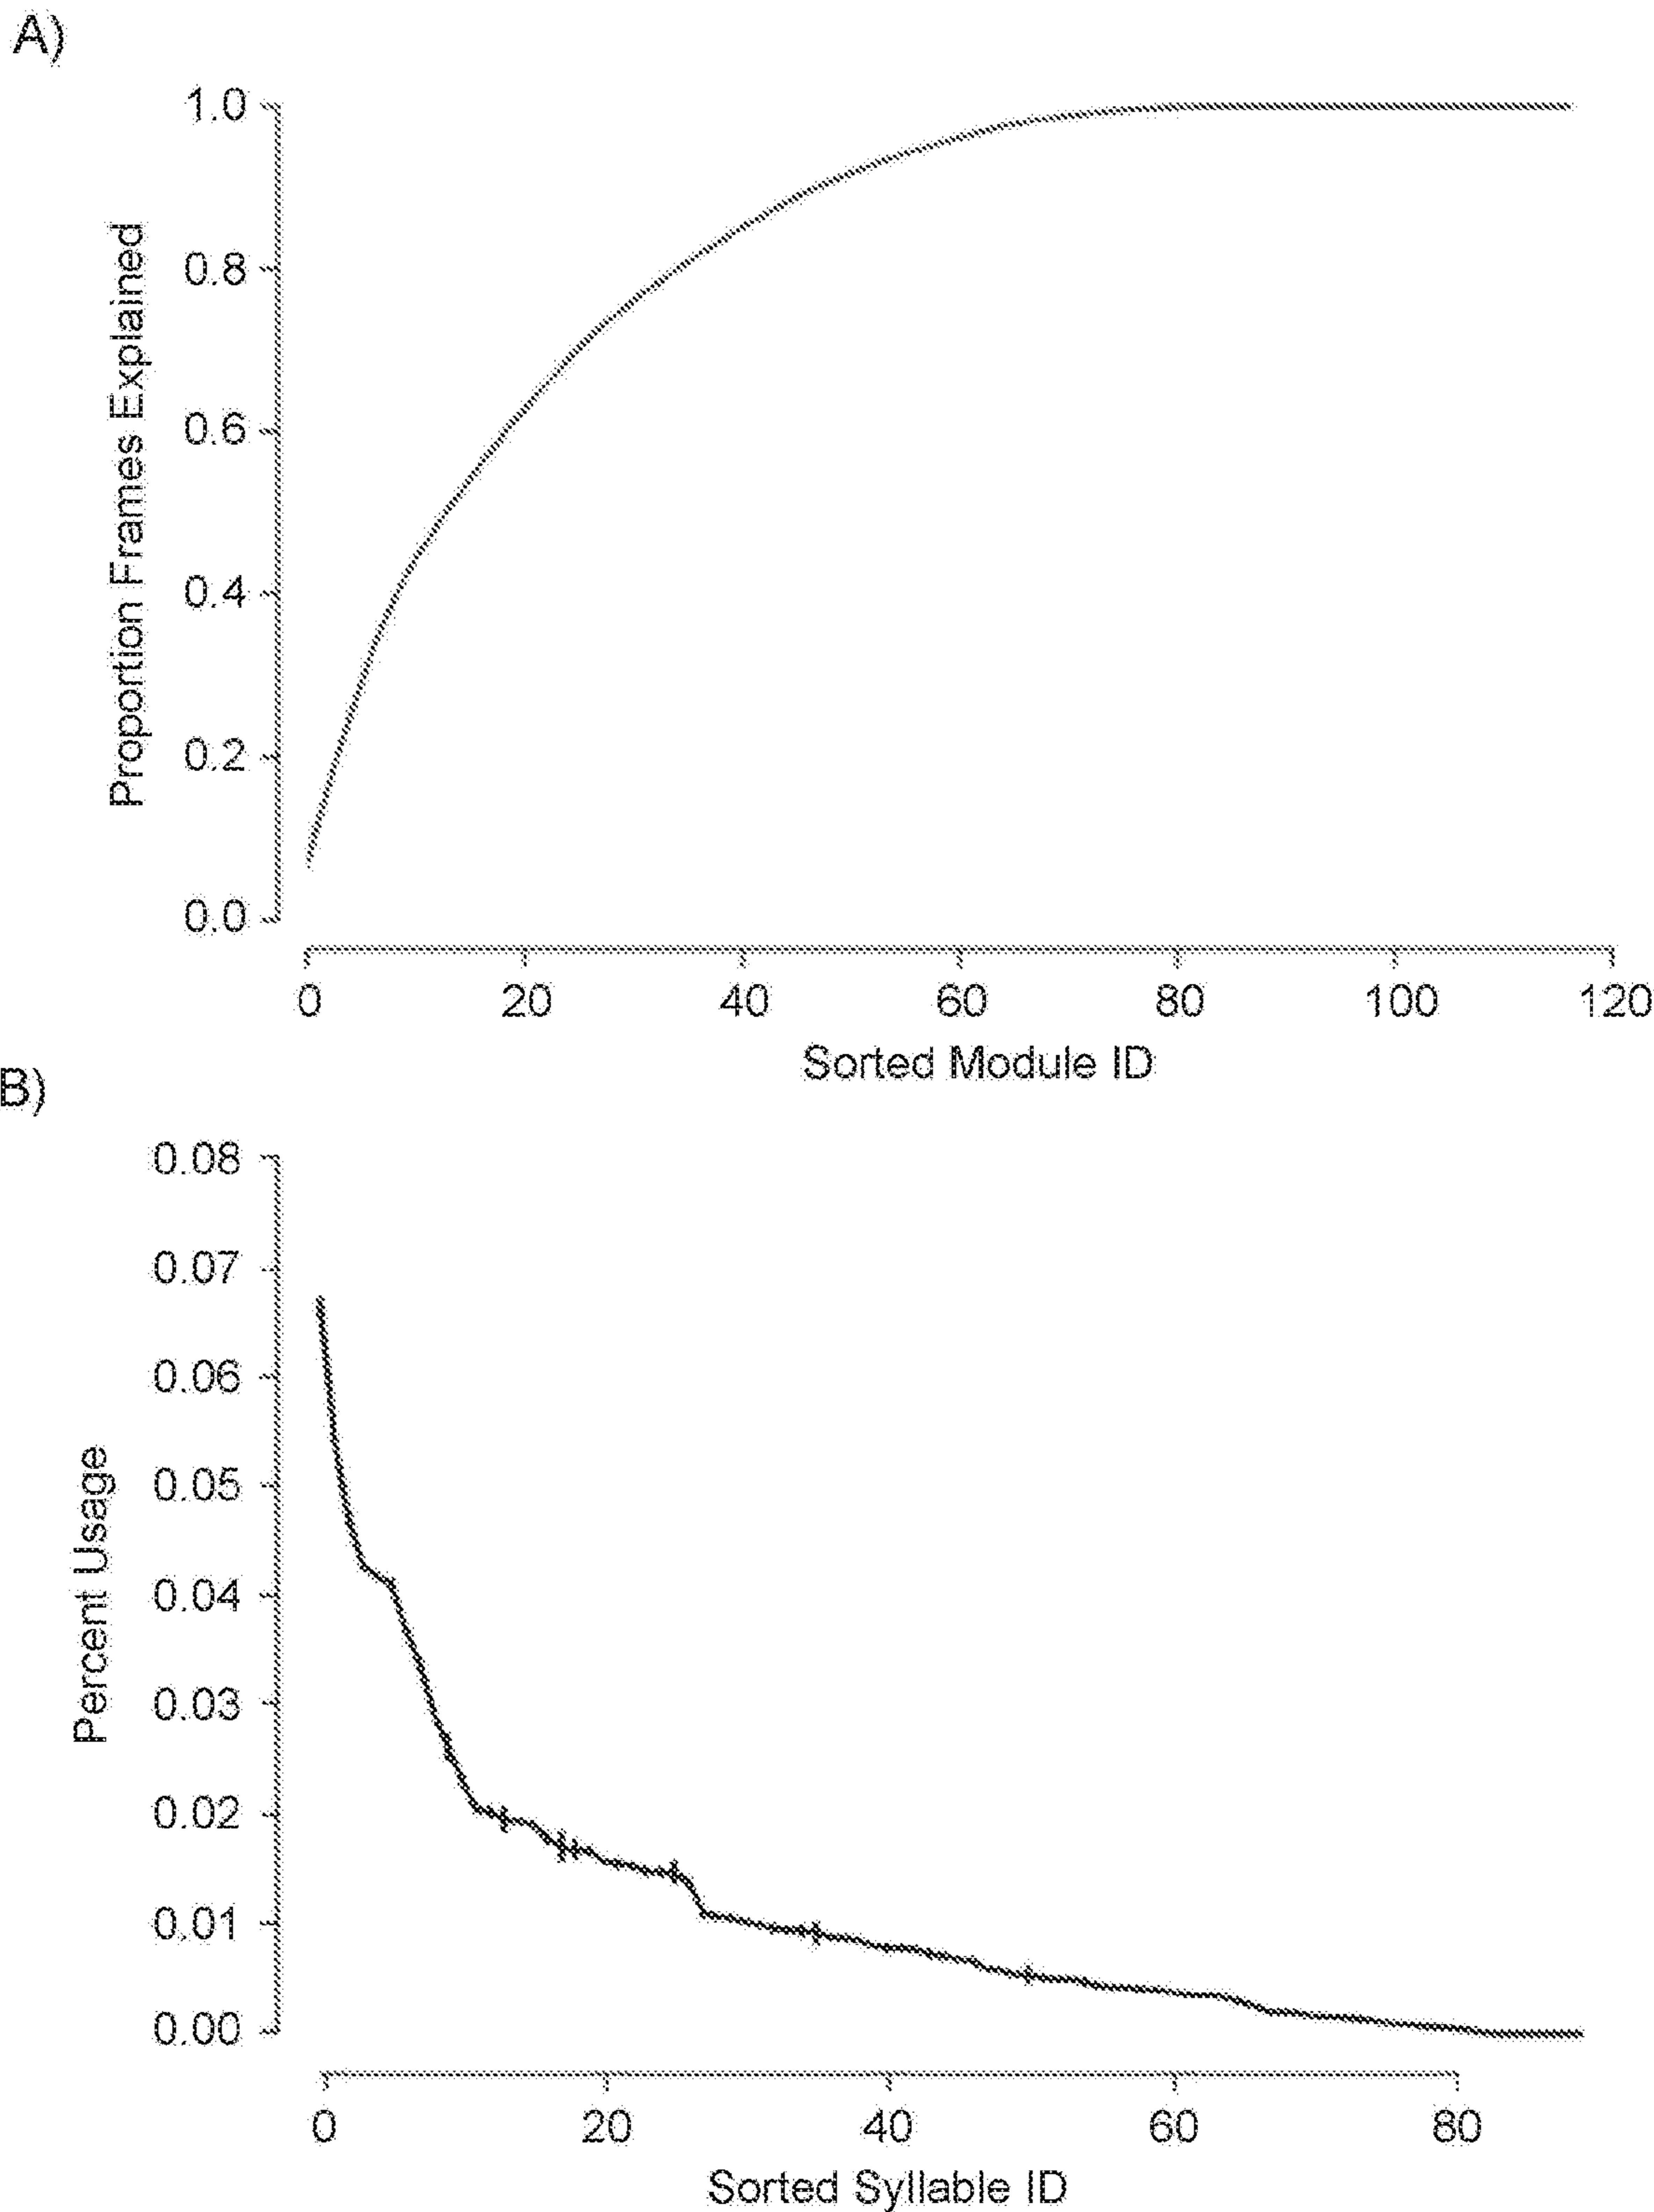 A)
1.0
0.8
0.6
0.4
0.2
0.0
Proportion Frames Explained
0 20 40 60 80 100 120
Sorted Module ID
B)
0.08
0.07
0.06
0.05
0.04
0.03
0.02
0.01
0.00
Percent Usage
0 20 40 60 80
Sorted Syllable ID